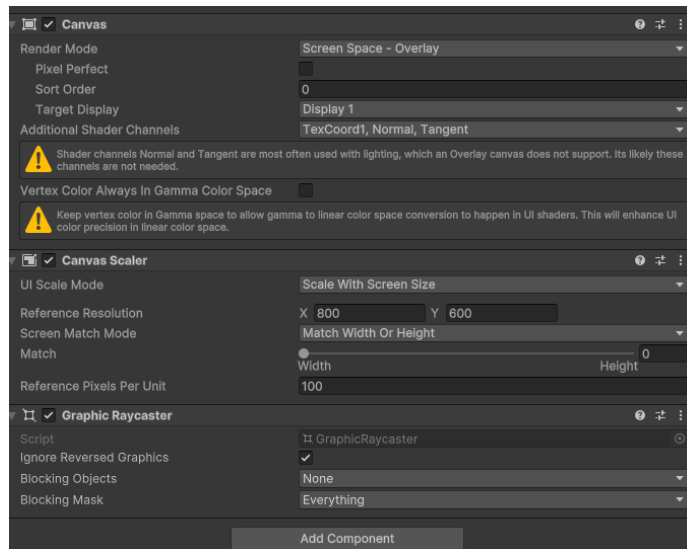 Canvas
Render Mode Screen Space - Overlay
Pixel Perfect
Sort Order 0
Target Display Display 1
Additional Shader Channels TexCoord1, Normal, Tangent
Shader channels Normal and Tangent are most often used with lighting, which an Overlay canvas does not support. Its likely these
channels are not needed.
Vertex Color Always In Gamma Color Space
Keep vertex color in Gamma space to allow gamma to linear color space conversion to happen in UI shaders. This will enhance UI
color precision in linear color space.
Canvas Scaler
UI Scale Mode Scale With Screen Size
Reference Resolution X 800 Y 600
Screen Match Mode Match Width Or Height
Match 0
Width Height
Reference Pixels Per Unit 100
Graphic Raycaster
Script GraphicRaycaster
Ignore Reversed Graphics
Blocking Objects None
Blocking Mask Everything
Add Component